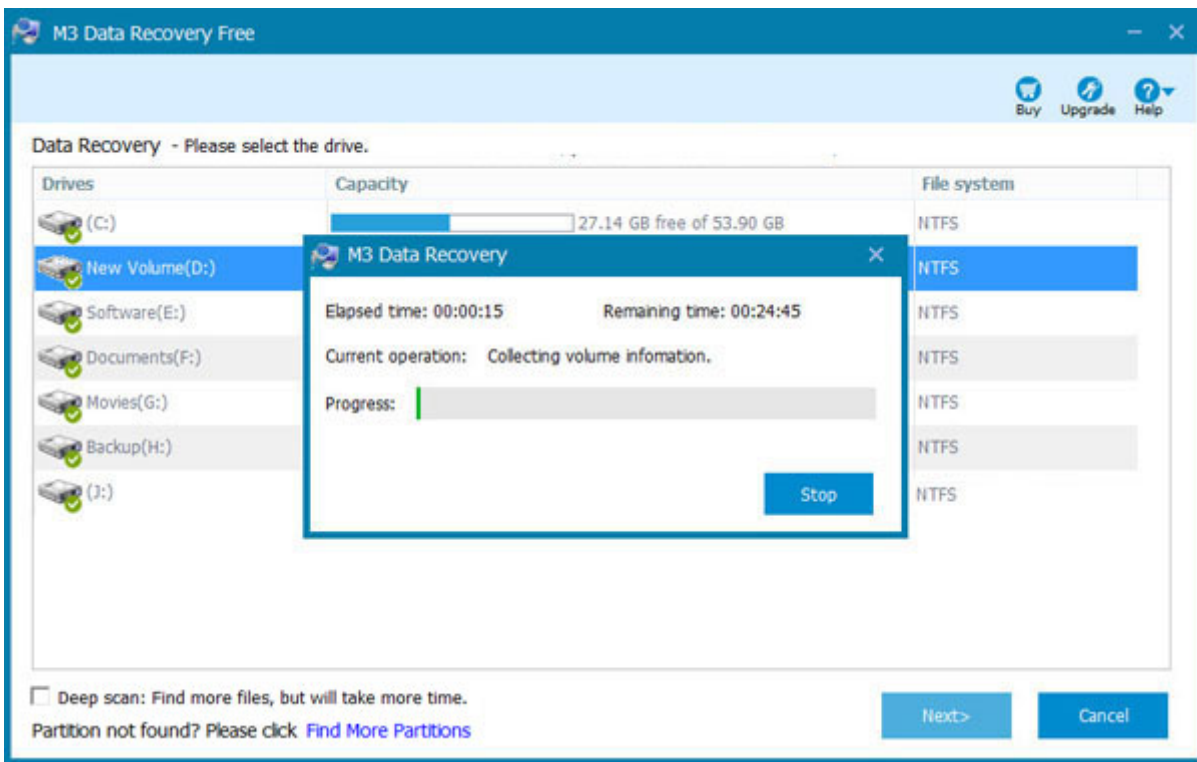 M3 Data Recovery Free
Buy Upgrade Help
Data Recovery - Please select the drive.
Drives Capacity File system
(C:) 27.14 GB free of 53.90 GB NTFS
M3 Data Recovery
New Volume(D:) NTFS
Elapsed time: 00:00:15 Remaining time: 00:24:45
Software(E:) NTFS
Current operation: Collecting volume infomation.
Documents(F:) NTFS
Progress:
Movies(G:) NTFS
Backup(H:) NTFS
(J:) NTFS
Stop
Deep scan: Find more files, but will take more time.
Partition not found? Please click Find More Partitions
Next> Cancel